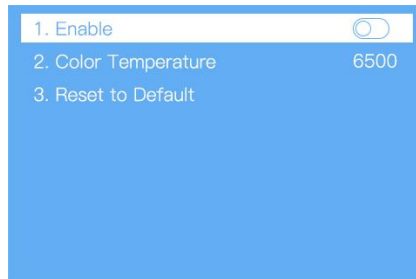 1. Enable
2. Color Temperature 6500
3. Reset to Default